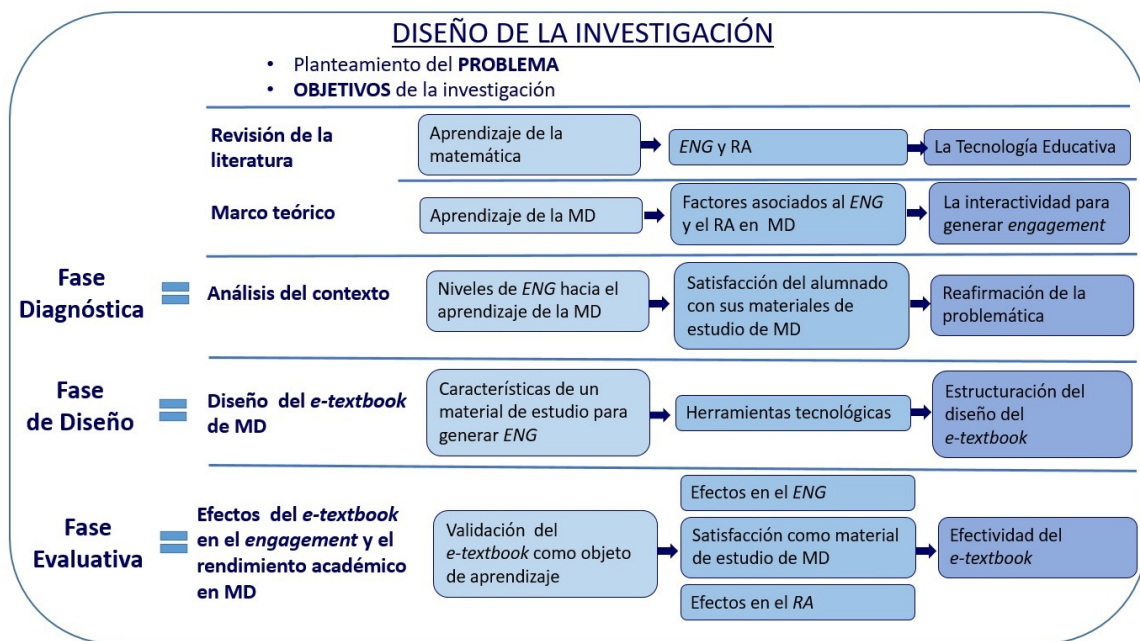 DISEÑO DE LA INVESTIGACIÓN
• Planteamiento del PROBLEMA
• OBJETIVOS de la investigación
Revisión de la
literatura
Aprendizaje de la
matemática
ENG y RA
La Tecnología Educativa
Marco teórico
Aprendizaje de la MD
Factores asociados al ENG
y el RA en MD
La interactividad para
generar engagement
Fase
Diagnóstica
Análisis del contexto
Niveles de ENG hacia el
aprendizaje de la MD
Satisfacción del alumnado
con sus materiales de
estudio de MD
Reafirmación de la
problemática
Fase
de Diseño
Diseño del e-textbook
de MD
Características de un
material de estudio para
generar ENG
Herramientas tecnológicas
Estructuración del
diseño del
e-textbook
Fase
Evaluativa
Efectos del e-textbook
en el engagement y el
rendimiento académico
en MD
Validación del
e-textbook como objeto
de aprendizaje
Efectos en el ENG
Satisfacción como material
de estudio de MD
Efectos en el RA
Efectividad del
e-textbook